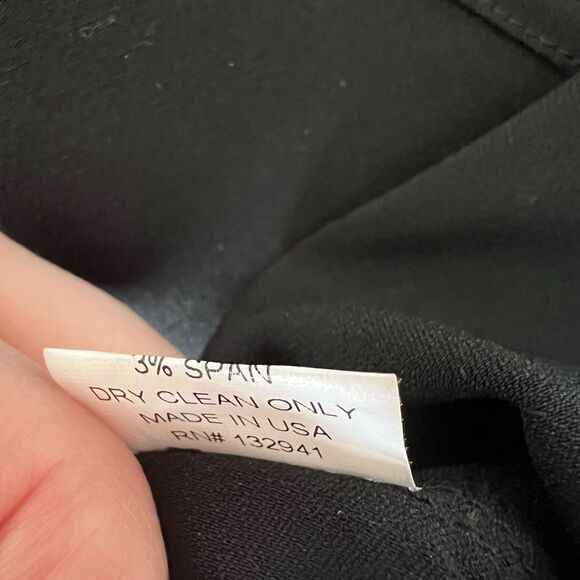 3% SPAN
DRY CLEAN ONLY
MADE IN USA
RN# 132941